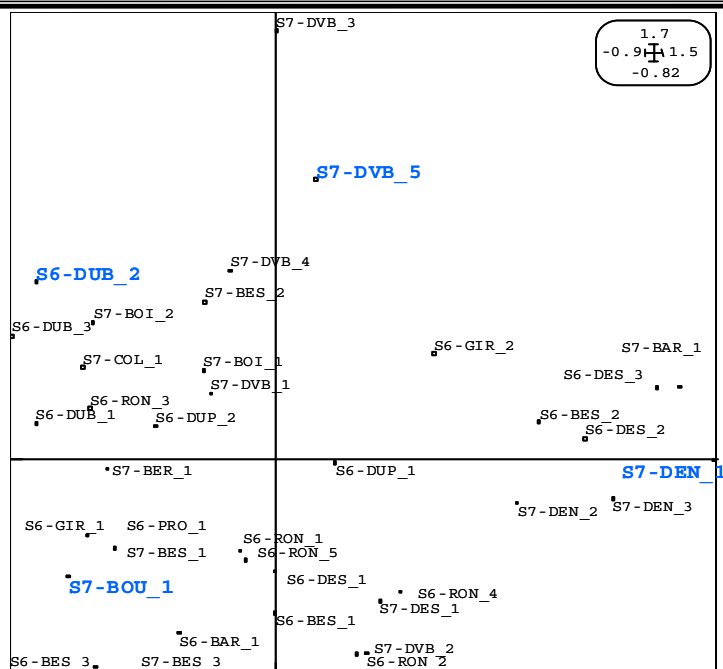 S7-DVB_3
1.7
-0.9 1.5
-0.82
S7-DVB_5
S7-DVB_4
S6-DUB_2
S7-BES_2
S7-BOI_2
S6-DUB_3
S6-GIR_2
S7-BAR_1
S7-COL_1
S7-BOI_1
S6-DES_3
S7-DVB_1
S6-RON_3
S6-DUB_1
S6-DUP_2
S6-BES_2
S6-DES_2
S7-BER_1
S6-DUP_1
S7-DEN_1
S7-DEN_2
S7-DEN_3
S6-GIR_1
S6-PRO_1
S6-RON_1
S7-BES_1
S6-RON_5
S6-DES_1
S7-BOU_1
S6-RON_4
S7-DES_1
S6-BES_1
S6-BAR_1
S7-DVB_2
S6-BES_3
S7-BES_3
S6-RON_2